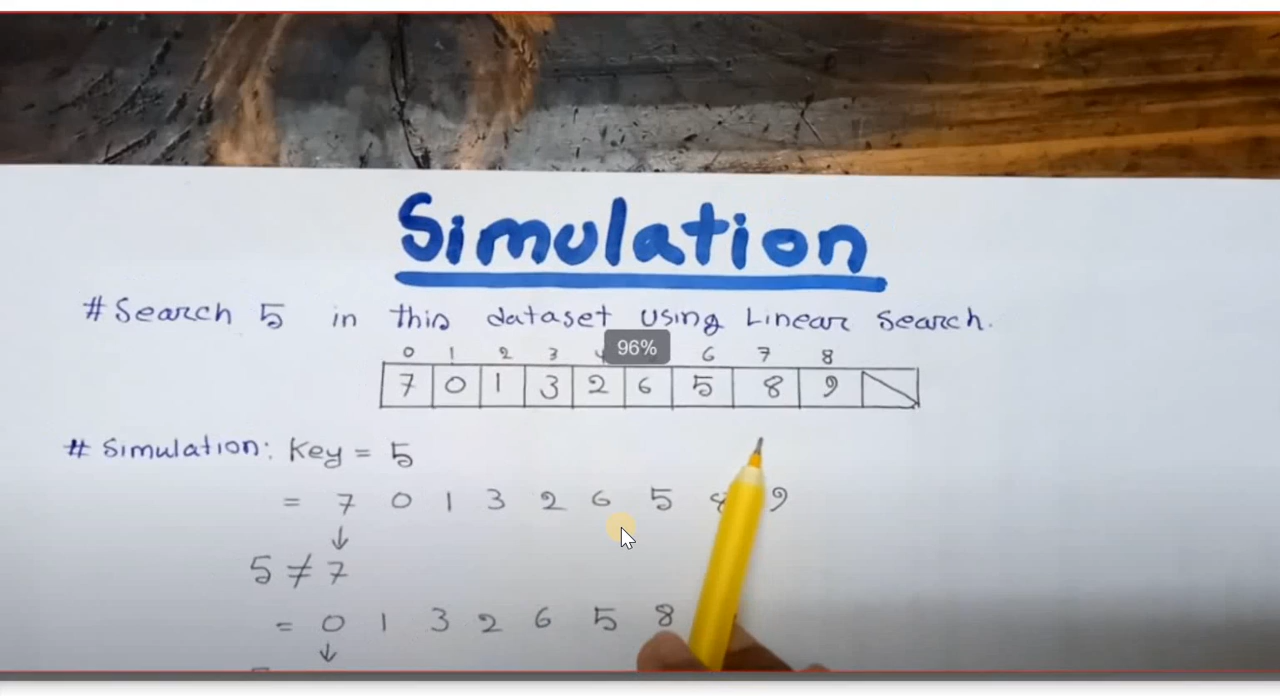 Simulation
# Search 5 in this dataset using Linear Search.
0 1 2 3 4 6 7 8
96%
7 0 1 3 2 6 5 8 9
# Simulation: Key = 5
= 7 0 1 3 2 6 5 8 9
↓
5 ≠ 7
= 0 1 3 2 6 5 8
↓